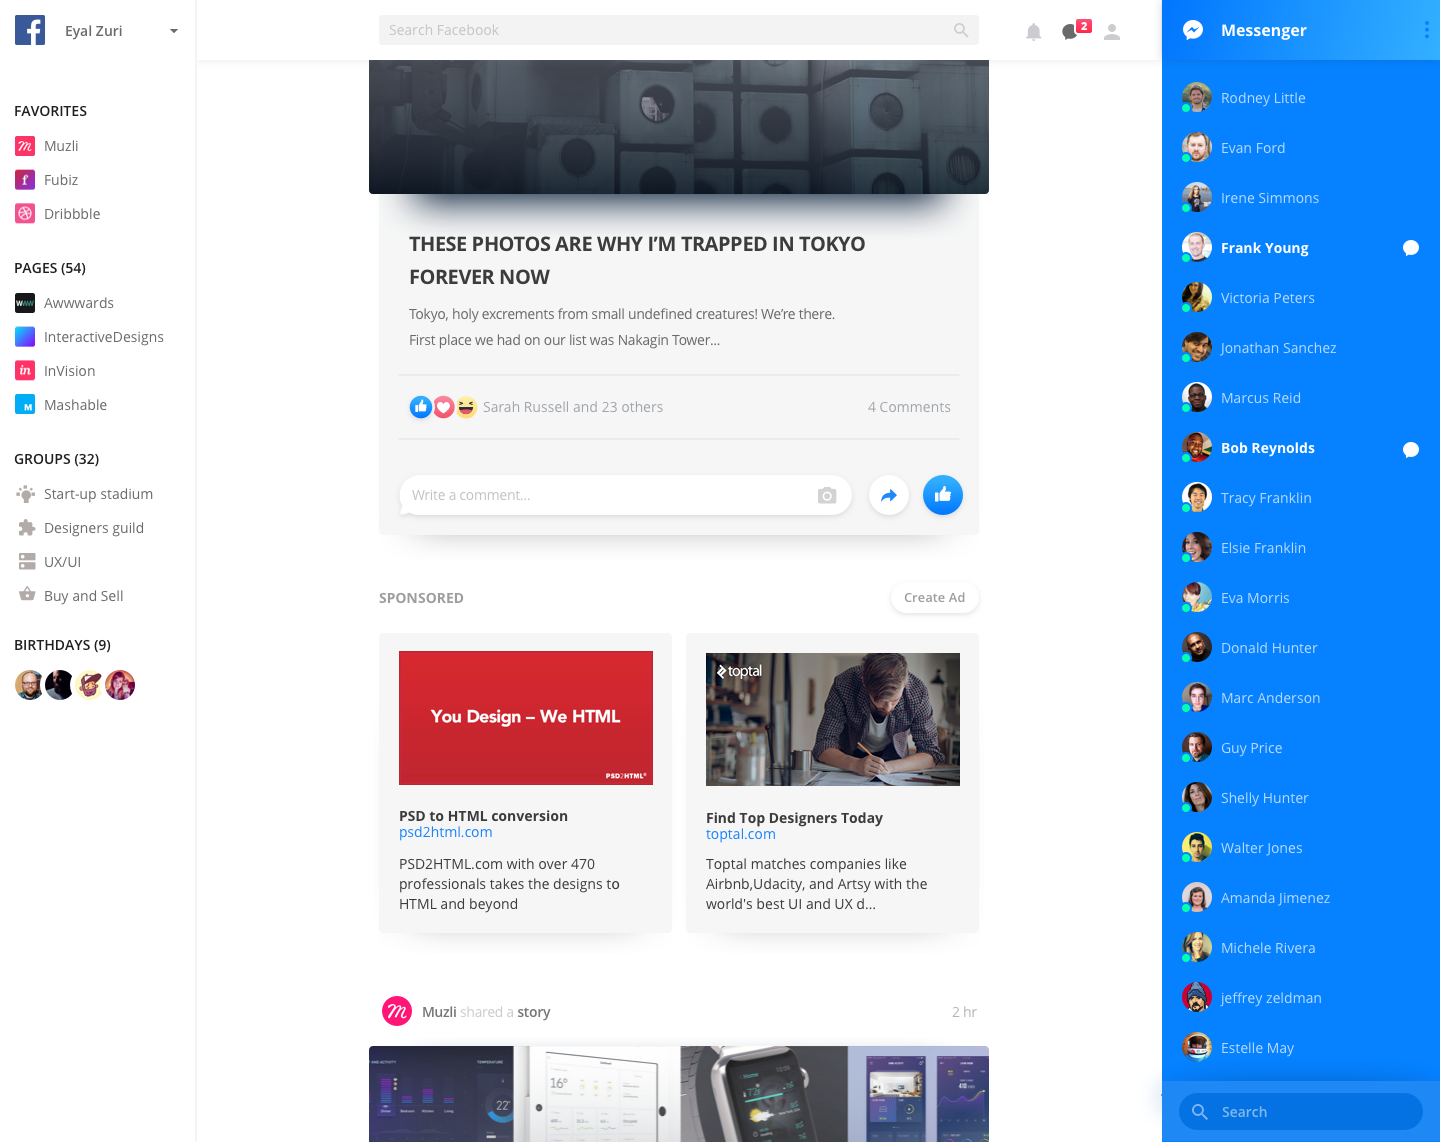 Eyal Zuri
Search Facebook
2
Messenger
FAVORITES
Muzli
Fubiz
Dribbble
PAGES (54)
Awwwards
InteractiveDesigns
in
InVision
M
Mashable
GROUPS (32)
Start-up stadium
Designers guild
UX/UI
Buy and Sell
BIRTHDAYS (9)
THESE PHOTOS ARE WHY I’M TRAPPED IN TOKYO
FOREVER NOW
Tokyo, holy excrements from small undefined creatures! We’re there.
First place we had on our list was Nakagin Tower...
Sarah Russell and 23 others
4 Comments
Write a comment...
SPONSORED
Create Ad
You Design – We HTML
PSD2HTML®
PSD to HTML conversion
psd2html.com
PSD2HTML.com with over 470
professionals takes the designs to
HTML and beyond
toptal
Find Top Designers Today
toptal.com
Toptal matches companies like
Airbnb,Udacity, and Artsy with the
world's best UI and UX d...
Muzli shared a story
2 hr
TEMPERATURE
22°
16°
72°F
Rodney Little
Evan Ford
Irene Simmons
Frank Young
Victoria Peters
Jonathan Sanchez
Marcus Reid
Bob Reynolds
Tracy Franklin
Elsie Franklin
Eva Morris
Donald Hunter
Marc Anderson
Guy Price
Shelly Hunter
Walter Jones
Amanda Jimenez
Michele Rivera
jeffrey zeldman
Estelle May
Search